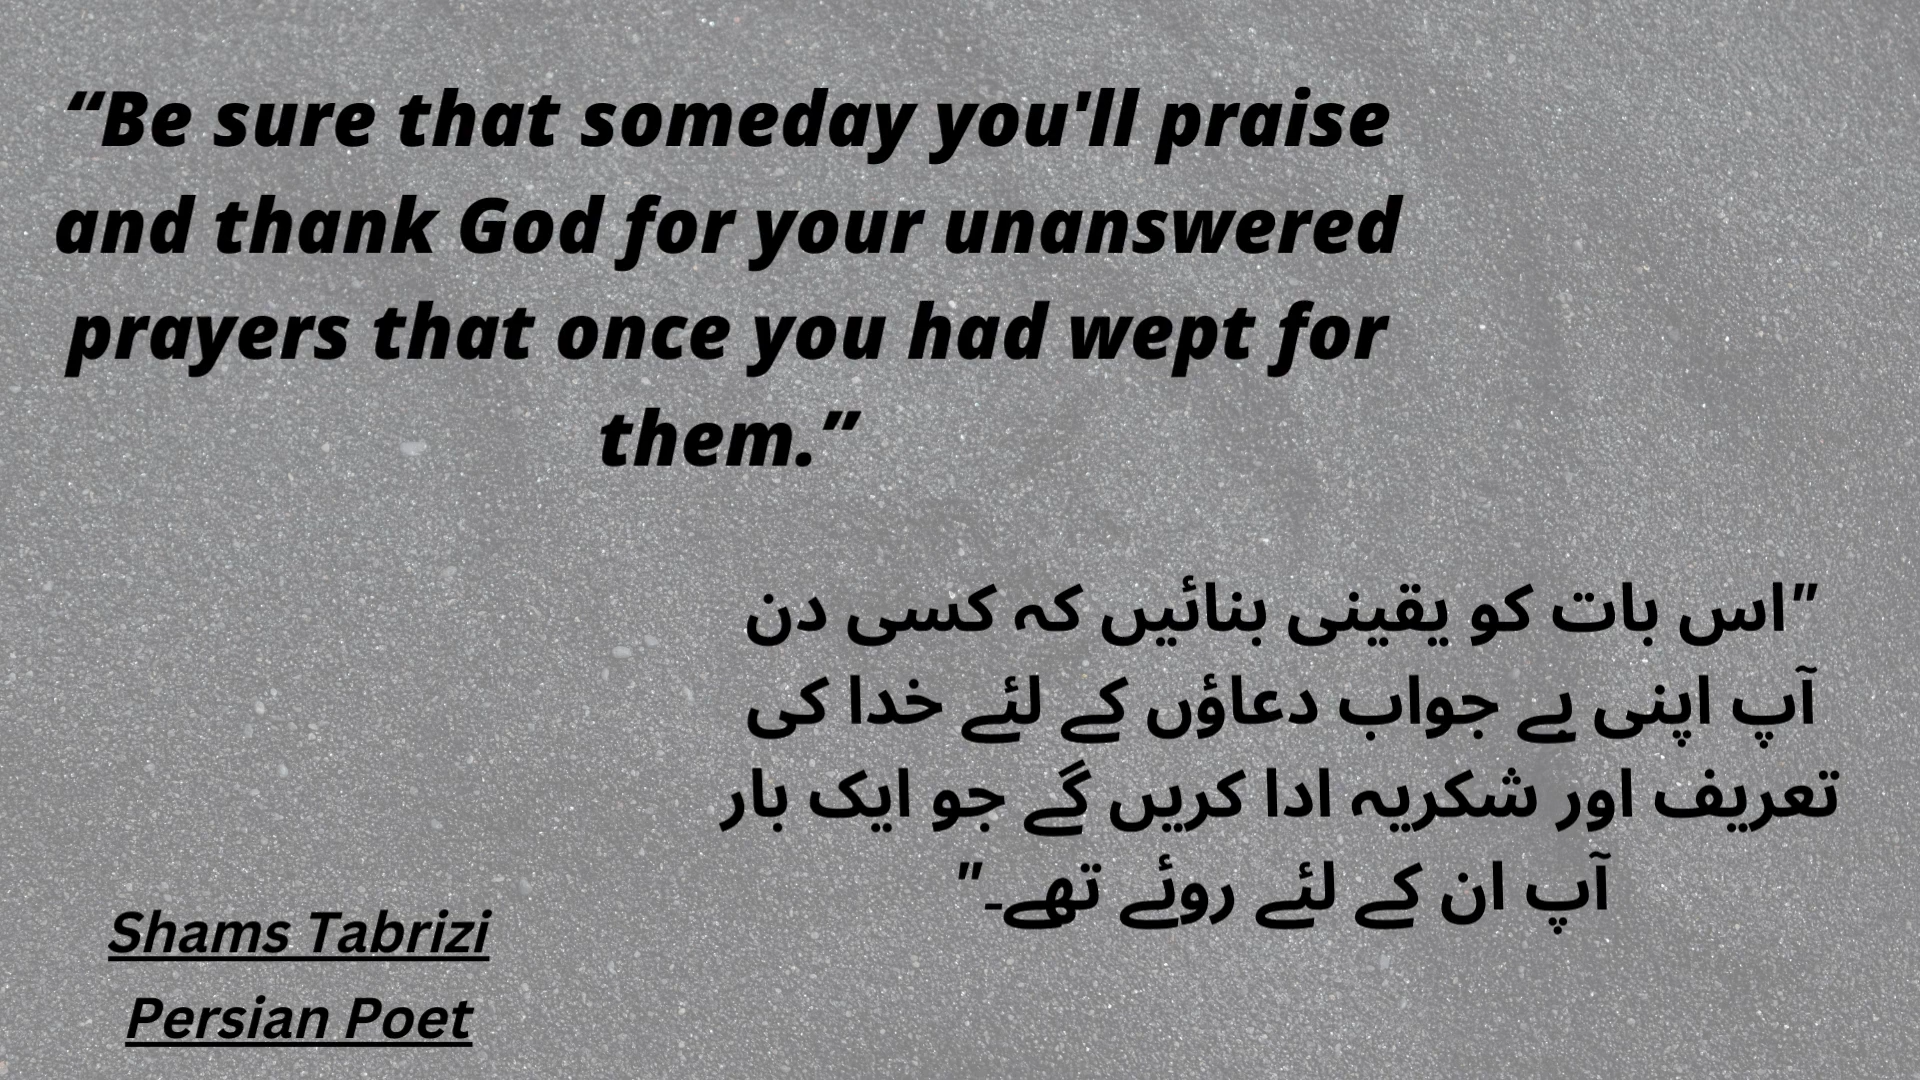 “Be sure that someday you'll praise
and thank God for your unanswered
prayers that once you had wept for
them.”
"اس بات کو یقینی بنائیں کہ کسی دن
آپ اپنی بے جواب دعاؤں کے لئے خدا کی
تعریف اور شکریہ ادا کریں گے جو ایک بار
آپ ان کے لئے روئے تھے۔"
Shams Tabrizi
Persian Poet